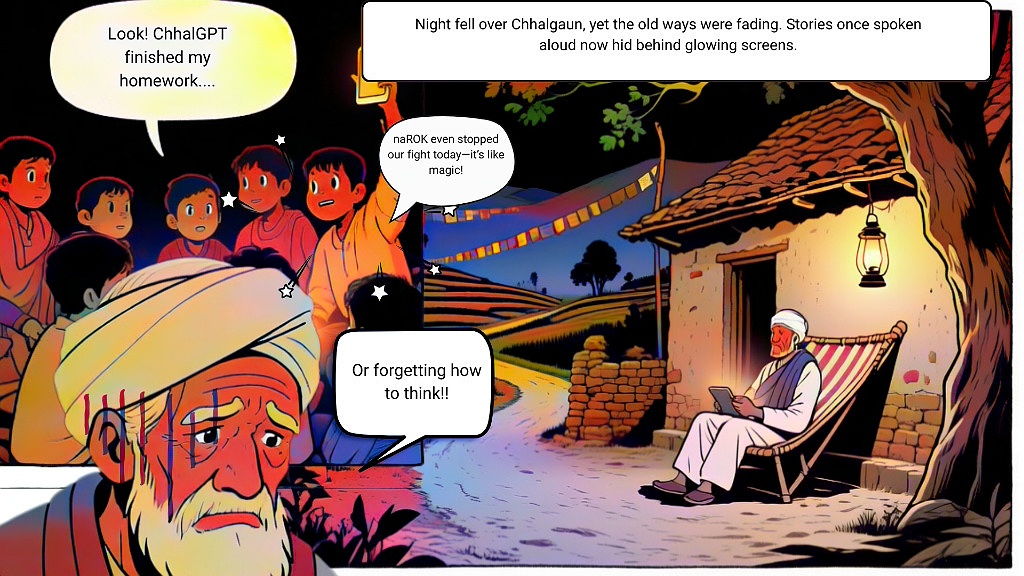 Look! ChhalGPT
finished my
homework....
Night fell over Chhalgaun, yet the old ways were fading. Stories once spoken
aloud now hid behind glowing screens.
naROK even stopped
our fight today—it's like
magic!
Or forgetting how
to think!!